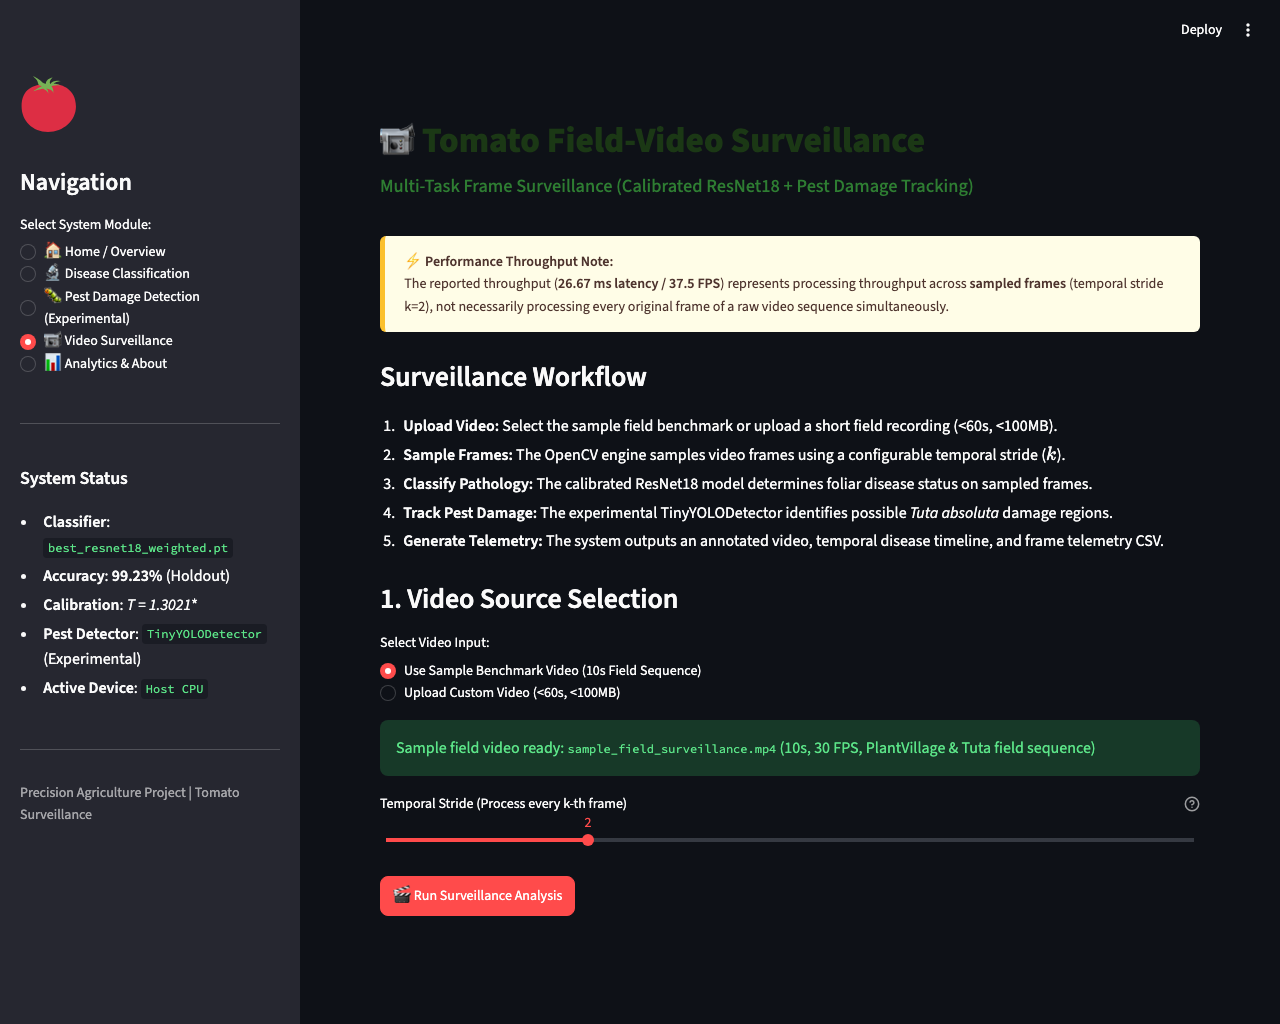 Deploy
Navigation
Select System Module:
Home / Overview
Disease Classification
Pest Damage Detection
(Experimental)
Video Surveillance
Analytics & About
System Status
Classifier:
best_resnet18_weighted.pt
Accuracy: 99.23% (Holdout)
Calibration: T = 1.3021*
Pest Detector: TinyYOLODetector
(Experimental)
Active Device: Host CPU
Precision Agriculture Project | Tomato
Surveillance
Tomato Field-Video Surveillance
Multi-Task Frame Surveillance (Calibrated ResNet18 + Pest Damage Tracking)
⚡ Performance Throughput Note:
The reported throughput (26.67 ms latency / 37.5 FPS) represents processing throughput across sampled frames (temporal stride
k=2), not necessarily processing every original frame of a raw video sequence simultaneously.
Surveillance Workflow
1. Upload Video: Select the sample field benchmark or upload a short field recording (<60s, <100MB).
2. Sample Frames: The OpenCV engine samples video frames using a configurable temporal stride (k).
3. Classify Pathology: The calibrated ResNet18 model determines foliar disease status on sampled frames.
4. Track Pest Damage: The experimental TinyYOLODetector identifies possible Tuta absoluta damage regions.
5. Generate Telemetry: The system outputs an annotated video, temporal disease timeline, and frame telemetry CSV.
1. Video Source Selection
Select Video Input:
Use Sample Benchmark Video (10s Field Sequence)
Upload Custom Video (<60s, <100MB)
Sample field video ready: sample_field_surveillance.mp4 (10s, 30 FPS, PlantVillage & Tuta field sequence)
Temporal Stride (Process every k-th frame)
2
Run Surveillance Analysis